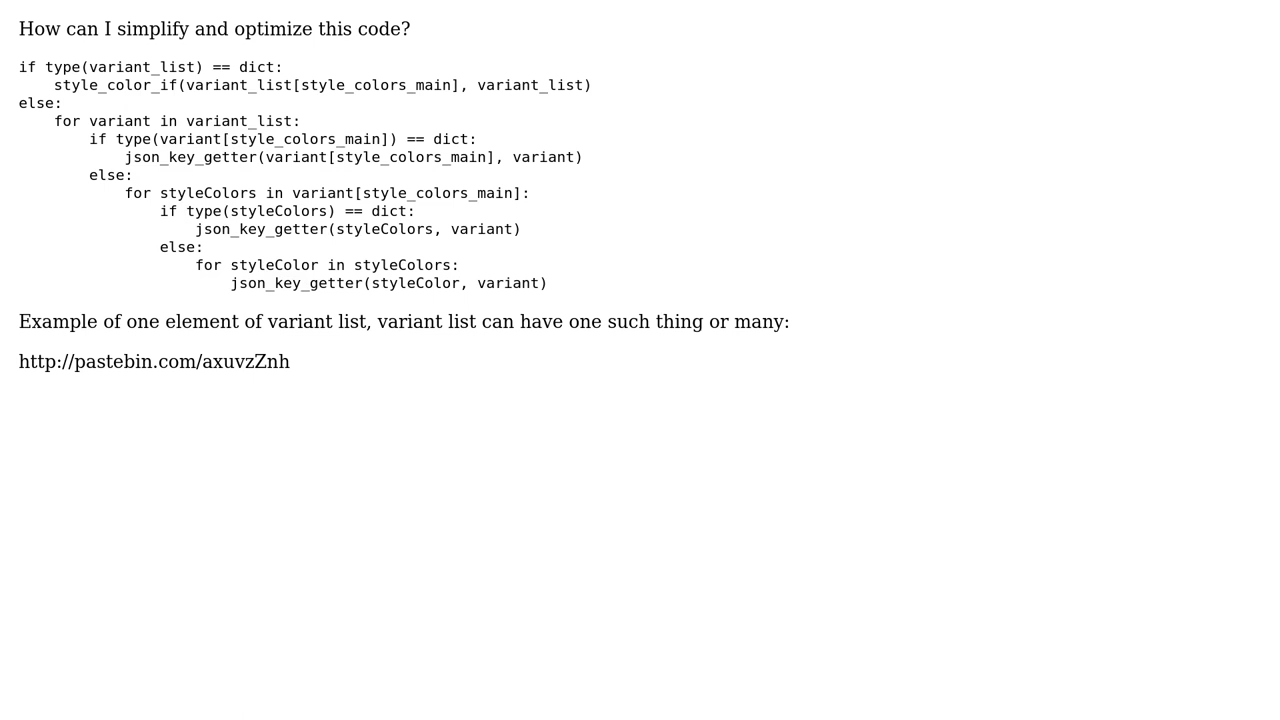 How can I simplify and optimize this code?
if type(variant_list) == dict:
    style_color_if(variant_list[style_colors_main], variant_list)
else:
    for variant in variant_list:
        if type(variant[style_colors_main]) == dict:
            json_key_getter(variant[style_colors_main], variant)
        else:
            for styleColors in variant[style_colors_main]:
                if type(styleColors) == dict:
                    json_key_getter(styleColors, variant)
                else:
                    for styleColor in styleColors:
                        json_key_getter(styleColor, variant)
Example of one element of variant list, variant list can have one such thing or many:
http://pastebin.com/axuvzZnh